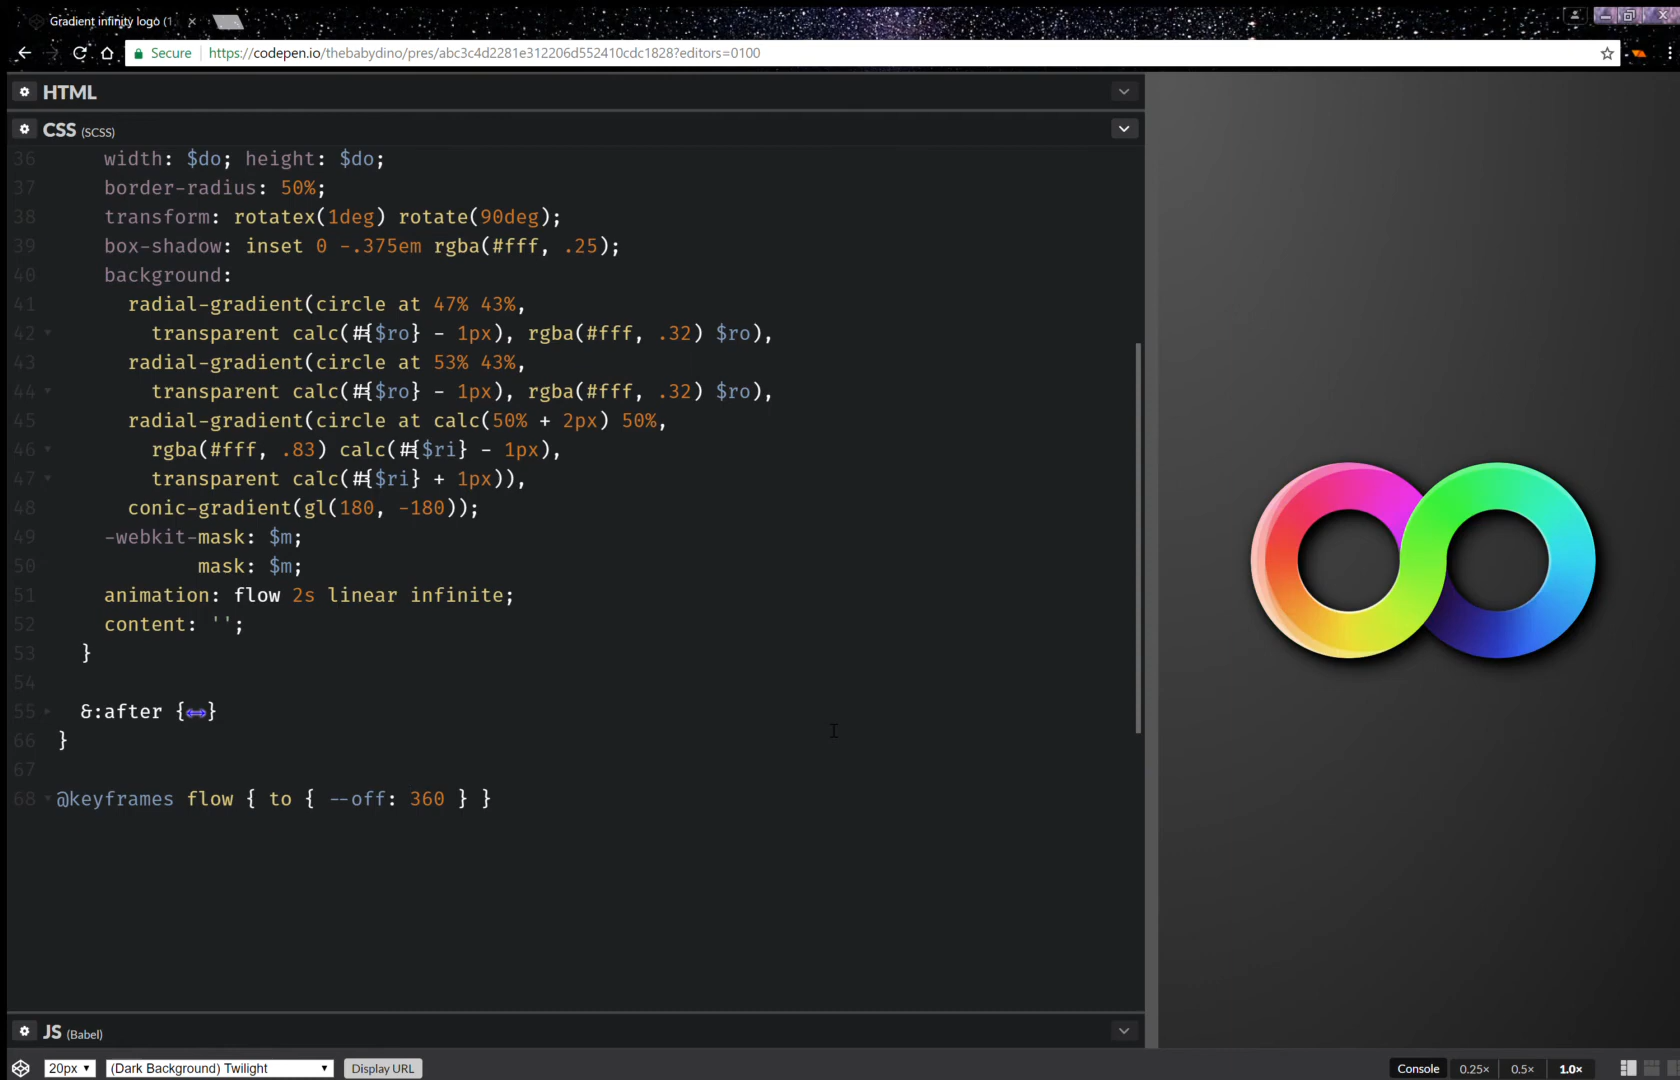 Gradient infinity logo (1
Secure https://codepen.io/thebabydino/pres/abc3c4d2281e312206d552410cdc1828?editors=0100
HTML
CSS (SCSS)
36 width: $do; height: $do;
37 border-radius: 50%;
38 transform: rotatex(1deg) rotate(90deg);
39 box-shadow: inset 0 -.375em rgba(#fff, .25);
40 background:
41 radial-gradient(circle at 47% 43%,
42 transparent calc(#{$ro} - 1px), rgba(#fff, .32) $ro),
43 radial-gradient(circle at 53% 43%,
44 transparent calc(#{$ro} - 1px), rgba(#fff, .32) $ro),
45 radial-gradient(circle at calc(50% + 2px) 50%,
46 rgba(#fff, .83) calc(#{$ri} - 1px),
47 transparent calc(#{$ri} + 1px)),
48 conic-gradient(gl(180, -180));
49 -webkit-mask: $m;
50 mask: $m;
51 animation: flow 2s linear infinite;
52 content: '';
53 }
54
55 &:after {↔}
66 }
67
68 @keyframes flow { to { --off: 360 } }
JS (Babel)
20px (Dark Background) Twilight Display URL Console 0.25× 0.5× 1.0×